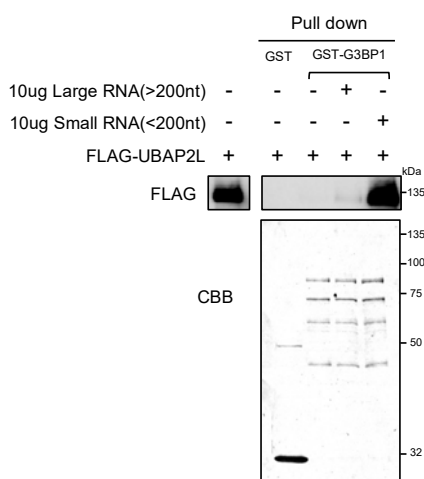 Pull down
GST GST-G3BP1
10ug Large RNA(>200nt) - - - + -
10ug Small RNA(<200nt) - - - - +
FLAG-UBAP2L + + + + +
kDa
FLAG 135
135
100
CBB 75
50
32